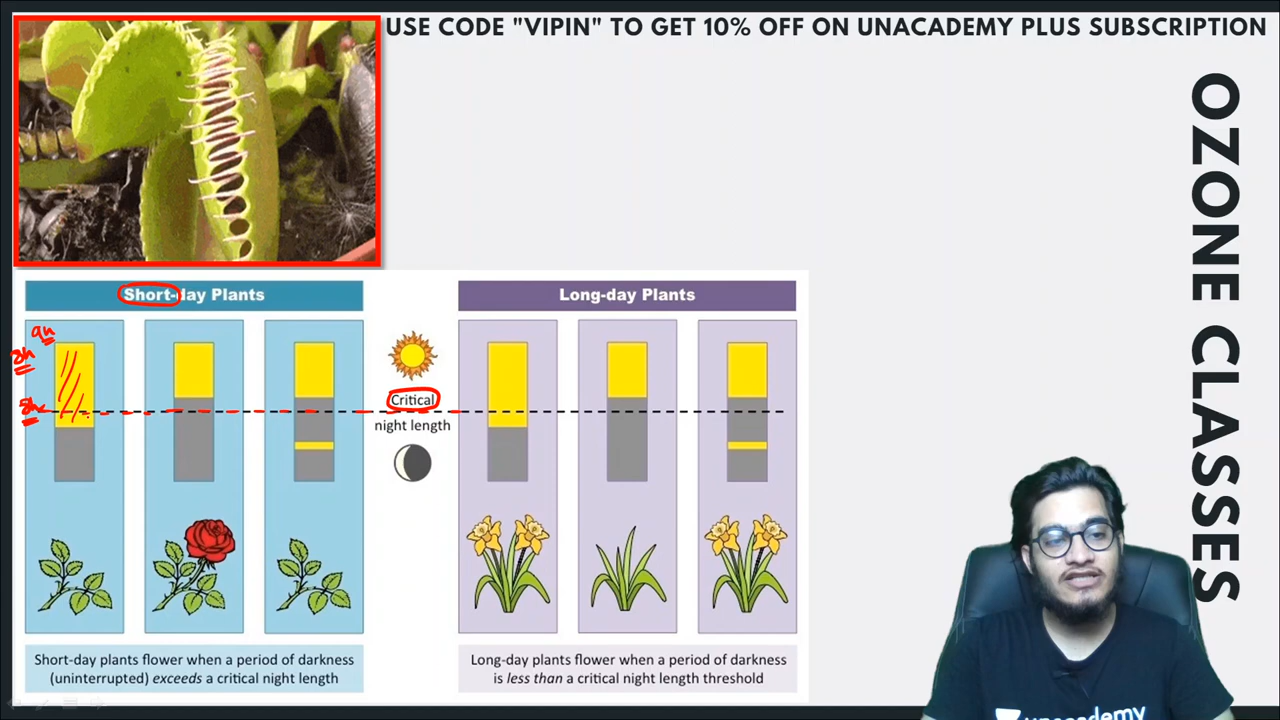 USE CODE "VIPIN" TO GET 10% OFF ON UNACADEMY PLUS SUBSCRIPTION
OZONE CLASSES
Short-day Plants
Long-day Plants
9h
Critical
night length
Short-day plants flower when a period of darkness
(uninterrupted) exceeds a critical night length
Long-day plants flower when a period of darkness
is less than a critical night length threshold
unacademy